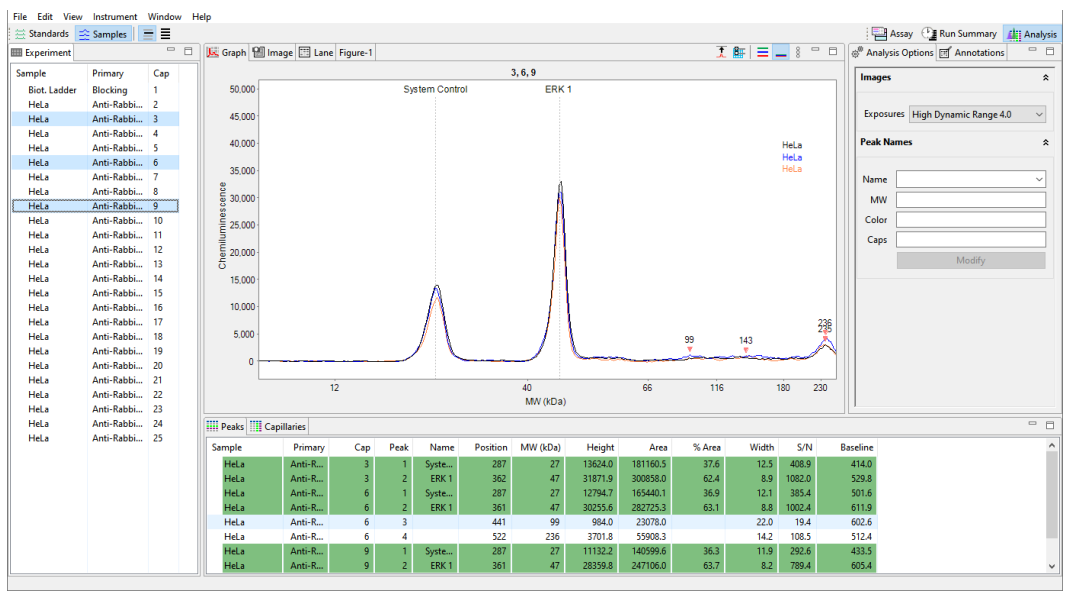 File Edit View Instrument Window Help
Standards Samples Assay Run Summary Analysis
Experiment
Sample Primary Cap
Biot. Ladder Blocking 1
HeLa Anti-Rabbi... 2
HeLa Anti-Rabbi... 3
HeLa Anti-Rabbi... 4
HeLa Anti-Rabbi... 5
HeLa Anti-Rabbi... 6
HeLa Anti-Rabbi... 7
HeLa Anti-Rabbi... 8
HeLa Anti-Rabbi... 9
HeLa Anti-Rabbi... 10
HeLa Anti-Rabbi... 11
HeLa Anti-Rabbi... 12
HeLa Anti-Rabbi... 13
HeLa Anti-Rabbi... 14
HeLa Anti-Rabbi... 15
HeLa Anti-Rabbi... 16
HeLa Anti-Rabbi... 17
HeLa Anti-Rabbi... 18
HeLa Anti-Rabbi... 19
HeLa Anti-Rabbi... 20
HeLa Anti-Rabbi... 21
HeLa Anti-Rabbi... 22
HeLa Anti-Rabbi... 23
HeLa Anti-Rabbi... 24
HeLa Anti-Rabbi... 25
Graph Image Lane Figure-1
3, 6, 9
System Control ERK 1
50,000
45,000
40,000
35,000
30,000
25,000
20,000
15,000
10,000
5,000
0
Chemiluminescence
HeLa
HeLa
HeLa
99 143 236
235
12 40 66 116 180 230
MW (kDa)
Analysis Options Annotations
Images
Exposures High Dynamic Range 4.0
Peak Names
Name
MW
Color
Caps
Modify
Peaks Capillaries
Sample Primary Cap Peak Name Position MW (kDa) Height Area % Area Width S/N Baseline
HeLa Anti-R... 3 1 Syste... 287 27 13624.0 181160.5 37.6 12.5 408.9 414.0
HeLa Anti-R... 3 2 ERK 1 362 47 31871.9 300858.0 62.4 8.9 1082.0 529.8
HeLa Anti-R... 6 1 Syste... 287 27 12794.7 165440.1 36.9 12.1 385.4 501.6
HeLa Anti-R... 6 2 ERK 1 361 47 30255.6 282725.3 63.1 8.8 1002.4 611.9
HeLa Anti-R... 6 3 441 99 984.0 23078.0 22.0 19.4 602.6
HeLa Anti-R... 6 4 522 236 3701.8 55908.3 14.2 108.5 512.4
HeLa Anti-R... 9 1 Syste... 287 27 11132.2 140599.6 36.3 11.9 292.6 433.5
HeLa Anti-R... 9 2 ERK 1 361 47 28359.8 247106.0 63.7 8.2 789.4 605.4